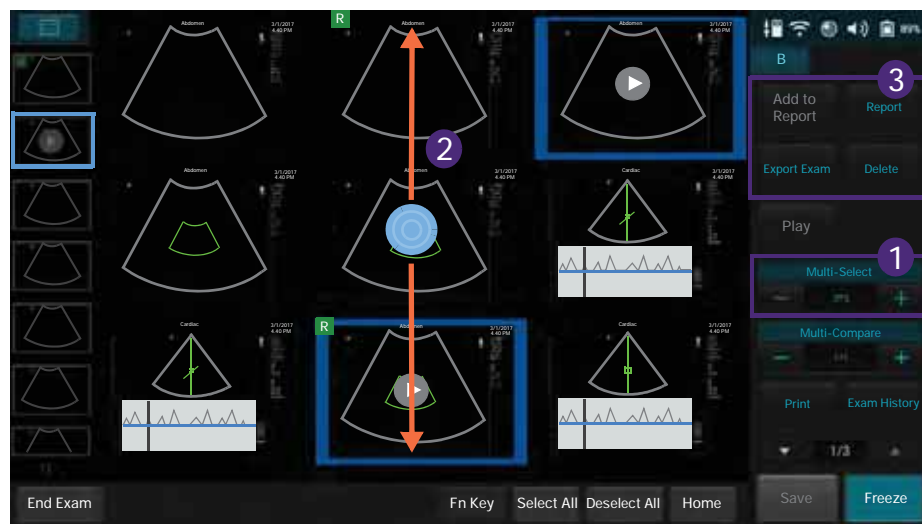 R
Abdomen
3/1/2017
4.40 PM
Abdomen
3/1/2017
4.40 PM
Abdomen
3/1/2017
4.40 PM
B
3
Add to
Report
Report
2
Export Exam
Delete
Abdomen
3/1/2017
4.40 PM
Abdomen
3/1/2017
4.40 PM
Cardiac
3/1/2017
4.40 PM
Play
1
Multi-Select
Multi-Compare
R
Cardiac
3/1/2017
4.40 PM
Abdomen
3/1/2017
4.40 PM
Cardiac
3/1/2017
4.40 PM
Print
Exam History
1/3
End Exam
Fn Key
Select All
Deselect All
Home
Save
Freeze